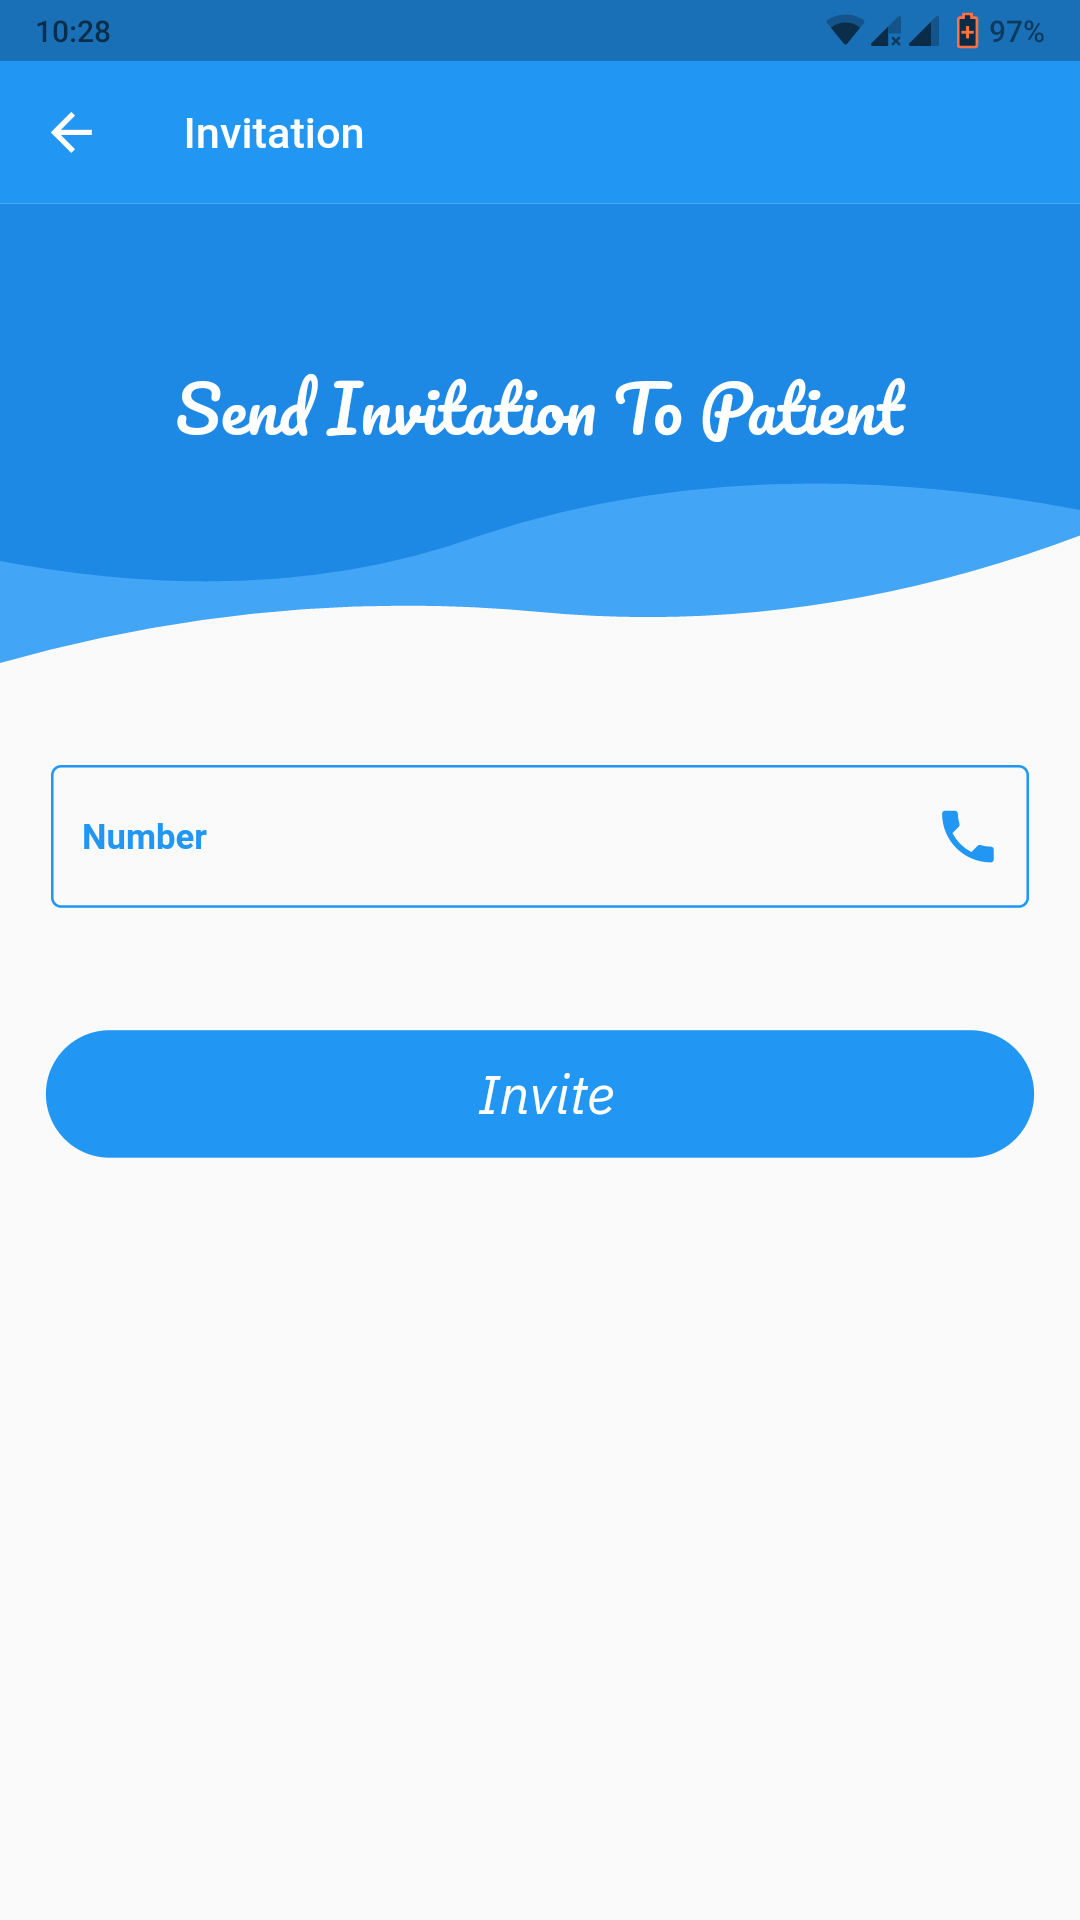 10:28 97%
Invitation
Send Invitation To Patient
Number
Invite